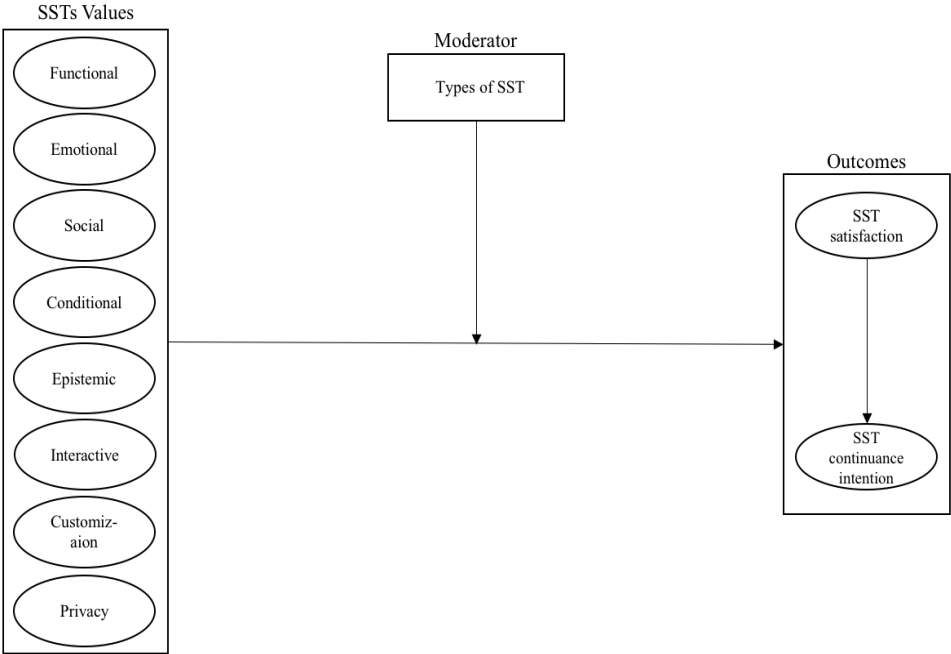 SSTs Values
Functional
Emotional
Social
Conditional
Epistemic
Interactive
Customiz-
aion
Privacy
Moderator
Types of SST
Outcomes
SST
satisfaction
SST
continuance
intention